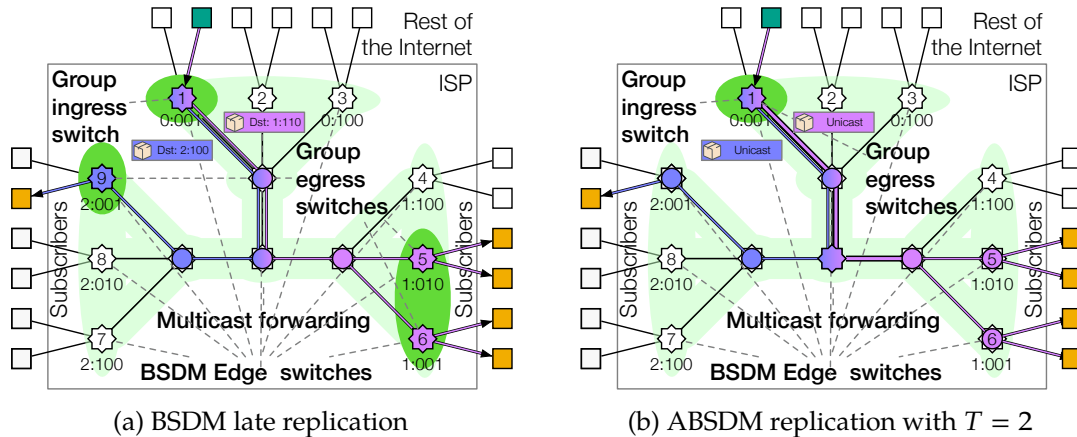 Rest of
the Internet
ISP
Group
ingress
switch
1
0:001
2
3
0:100
Dst: 1:110
Dst: 2:100
Group
egress
switches
9
2:001
4
1:100
Subscribers
Subscribers
8
2:010
5
1:010
Multicast forwarding
7
2:100
6
1:001
BSDM Edge switches
(a) BSDM late replication
Rest of
the Internet
ISP
Group
ingress
switch
1
0:001
2
3
0:100
Unicast
Unicast
Group
egress
switches
2:001
4
1:100
Subscribers
Subscribers
8
2:010
5
1:010
Multicast forwarding
7
2:100
6
1:001
BSDM Edge switches
(b) ABSDM replication with T = 2